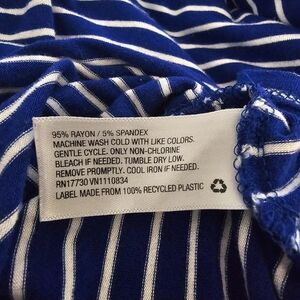 95% RAYON / 5% SPANDEX
MACHINE WASH COLD WITH LIKE COLORS.
GENTLE CYCLE. ONLY NON-CHLORINE
BLEACH IF NEEDED. TUMBLE DRY LOW.
REMOVE PROMPTLY. COOL IRON IF NEEDED.
RN17730 VN1110834
LABEL MADE FROM 100% RECYCLED PLASTIC